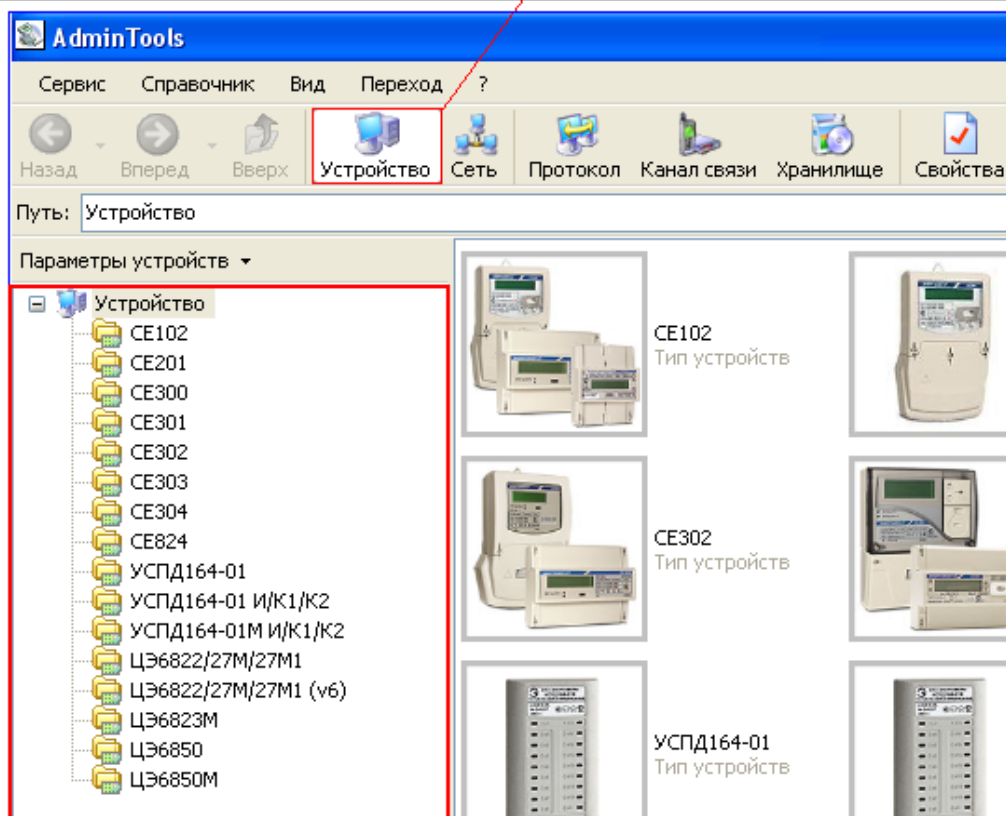 AdminTools
Сервис Справочник Вид Переход ?
Назад Вперед Вверх Устройство Сеть Протокол Канал связи Хранилище Свойства
Путь: Устройство
Параметры устройств
Устройство
CE102
CE201
CE300
CE301
CE302
CE303
CE304
CE824
УСПД164-01
УСПД164-01 И/К1/К2
УСПД164-01М И/К1/К2
ЦЭ6822/27М/27М1
ЦЭ6822/27М/27М1 (v6)
ЦЭ6823М
ЦЭ6850
ЦЭ6850М
CE102
Тип устройств
CE302
Тип устройств
УСПД164-01
Тип устройств